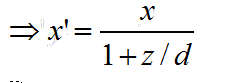 ⇒ x' = x / (1 + z / d)